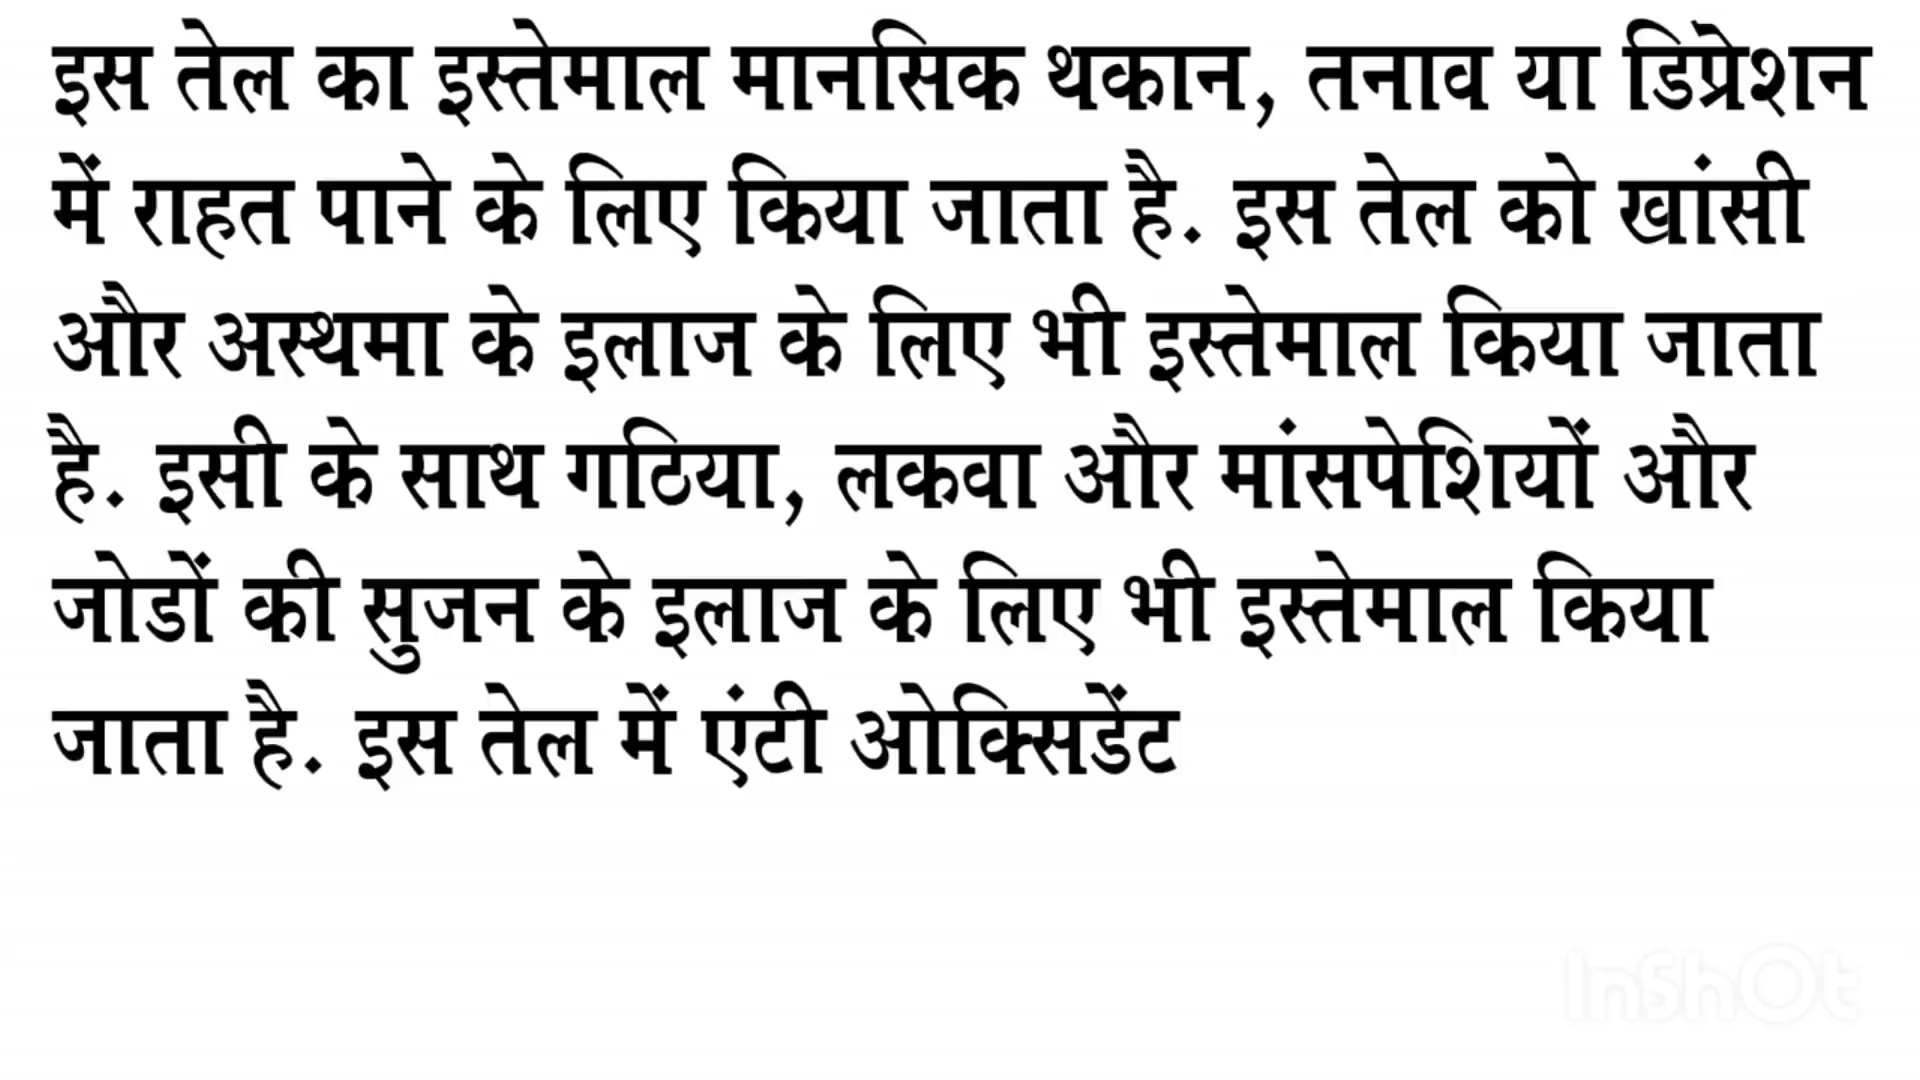 इस तेल का इस्तेमाल मानसिक थकान, तनाव या डिप्रेशन
में राहत पाने के लिए किया जाता है. इस तेल को खांसी
और अस्थमा के इलाज के लिए भी इस्तेमाल किया जाता
है. इसी के साथ गठिया, लकवा और मांसपेशियों और
जोडों की सुजन के इलाज के लिए भी इस्तेमाल किया
जाता है. इस तेल में एंटी ओक्सिडेंट
InShOt